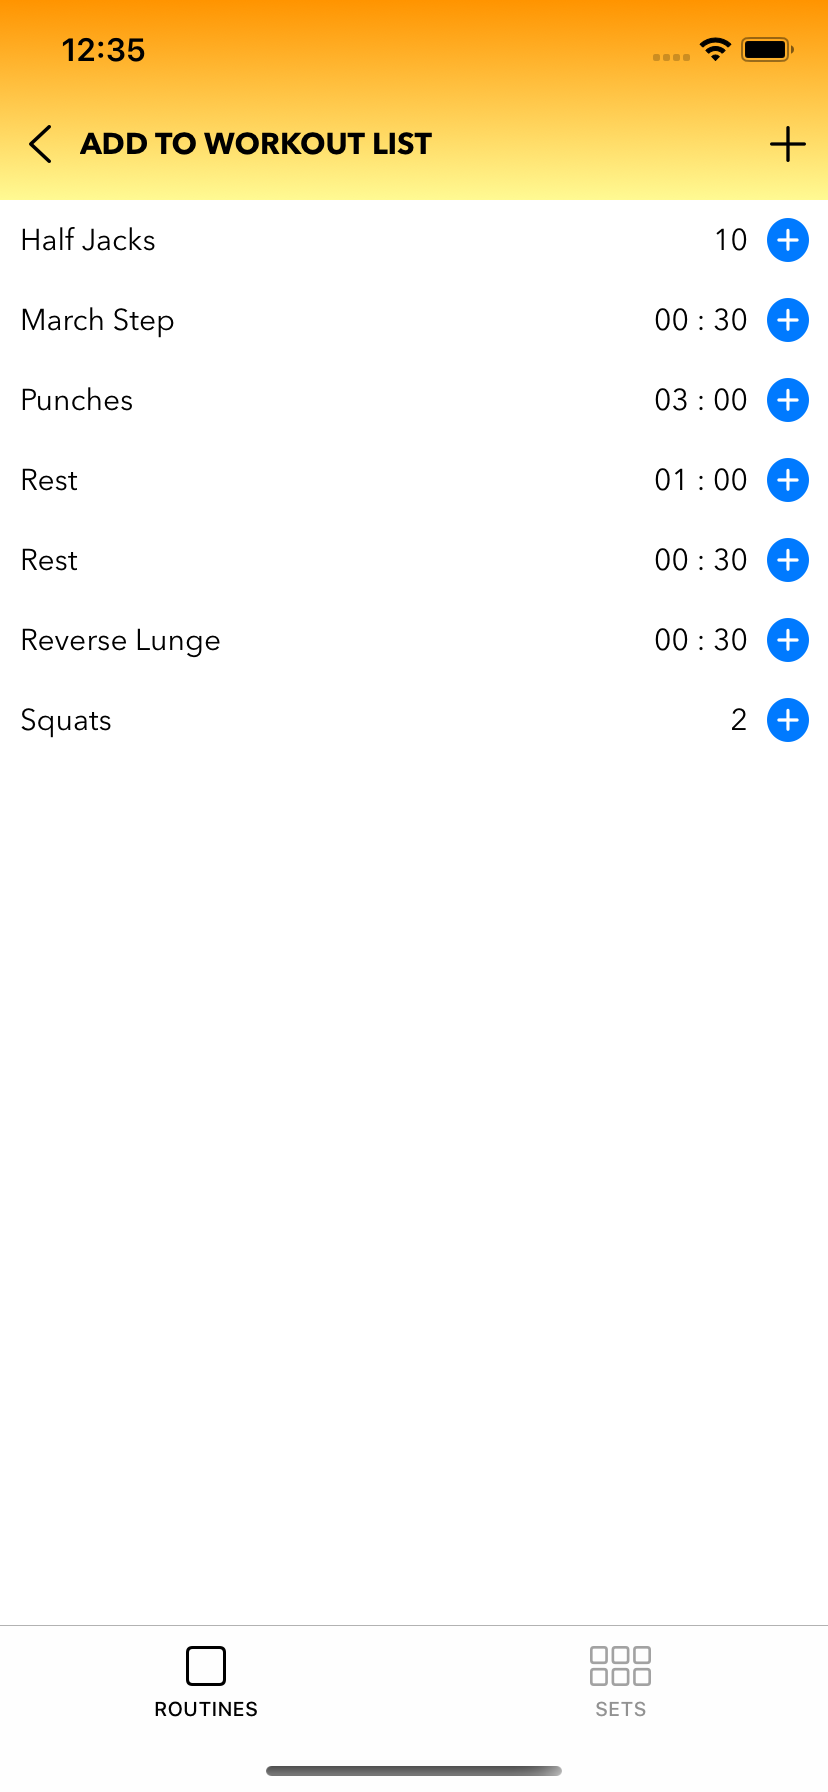 12:35
ADD TO WORKOUT LIST
Half Jacks 10
March Step 00 : 30
Punches 03 : 00
Rest 01 : 00
Rest 00 : 30
Reverse Lunge 00 : 30
Squats 2
ROUTINES SETS